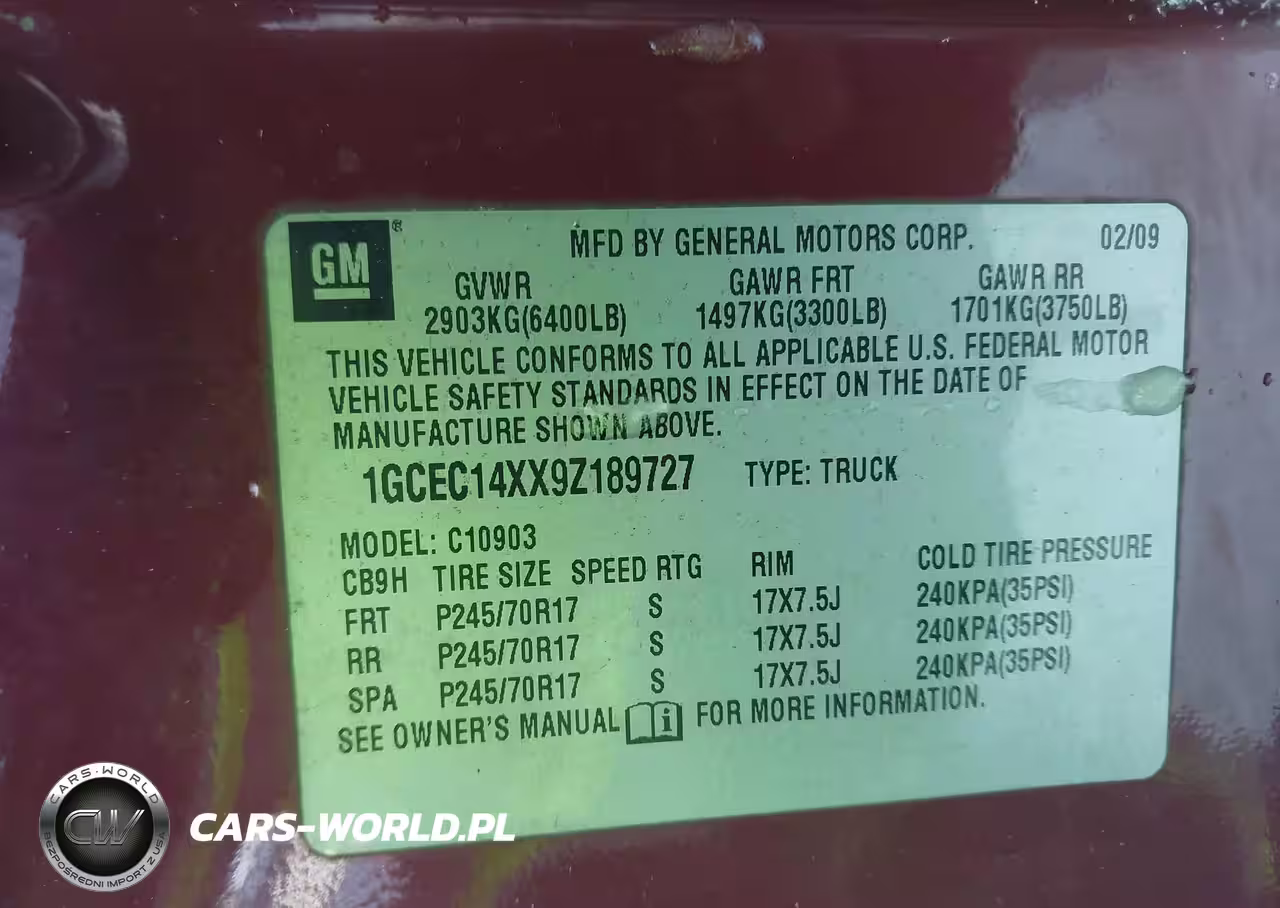 GM®
MFD BY GENERAL MOTORS CORP. 02/09
GVWR GAWR FRT GAWR RR
2903KG(6400LB) 1497KG(3300LB) 1701KG(3750LB)
THIS VEHICLE CONFORMS TO ALL APPLICABLE U.S. FEDERAL MOTOR
VEHICLE SAFETY STANDARDS IN EFFECT ON THE DATE OF
MANUFACTURE SHOWN ABOVE.
1GCEC14XX9Z189727 TYPE: TRUCK
MODEL: C10903
CB9H TIRE SIZE SPEED RTG RIM COLD TIRE PRESSURE
FRT P245/70R17 S 17X7.5J 240KPA(35PSI)
RR P245/70R17 S 17X7.5J 240KPA(35PSI)
SPA P245/70R17 S 17X7.5J 240KPA(35PSI)
SEE OWNER'S MANUAL i FOR MORE INFORMATION.
CARS-WORLD
CW
BEZPOŚREDNI IMPORT Z USA
CARS-WORLD.PL